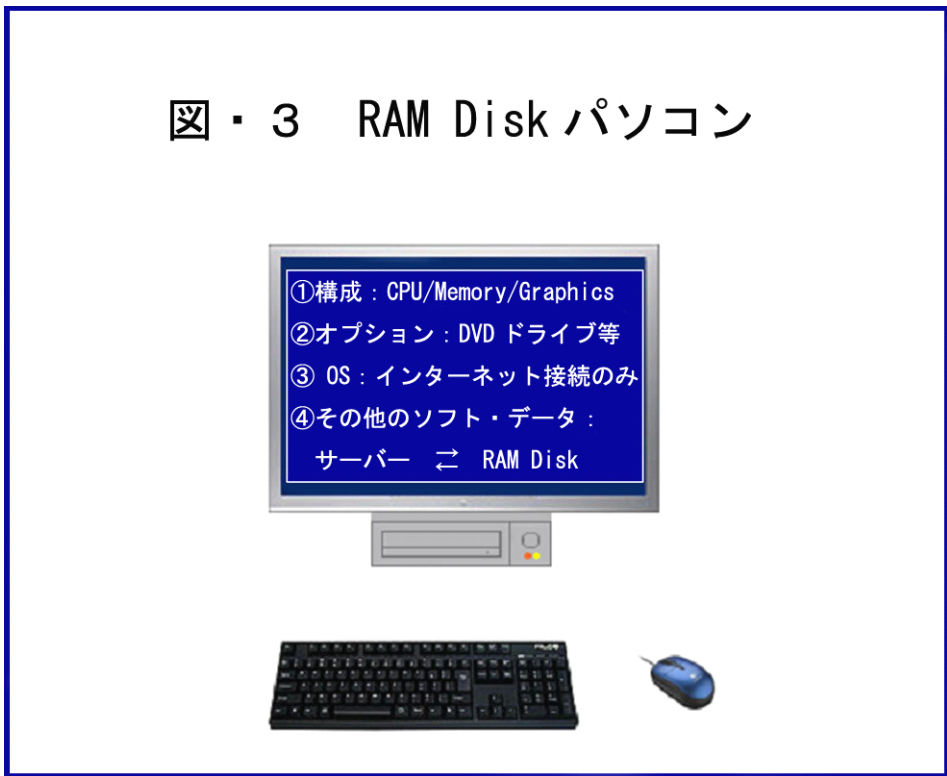 図・３　RAM Disk パソコン
①構成：CPU/Memory/Graphics
②オプション：DVD ドライブ等
③ OS：インターネット接続のみ
④その他のソフト・データ：
サーバー ⇄ RAM Disk